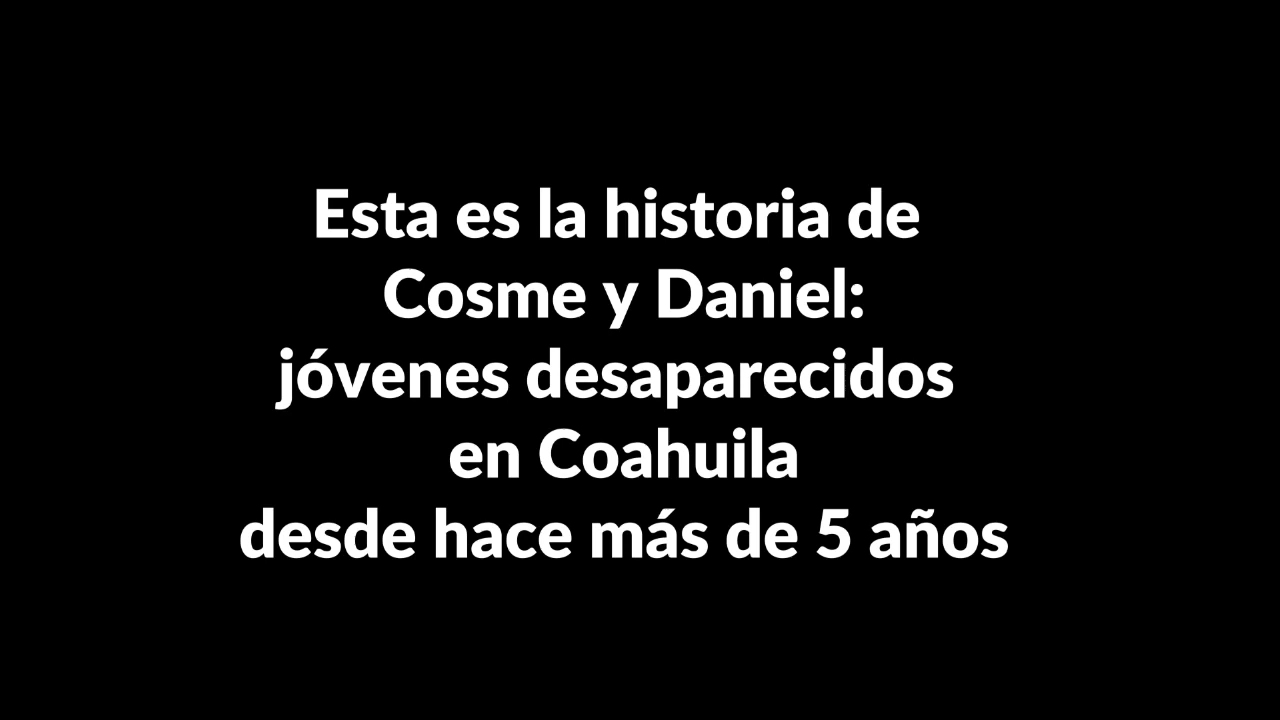 Esta es la historia de
Cosme y Daniel:
jóvenes desaparecidos
en Coahuila
desde hace más de 5 años